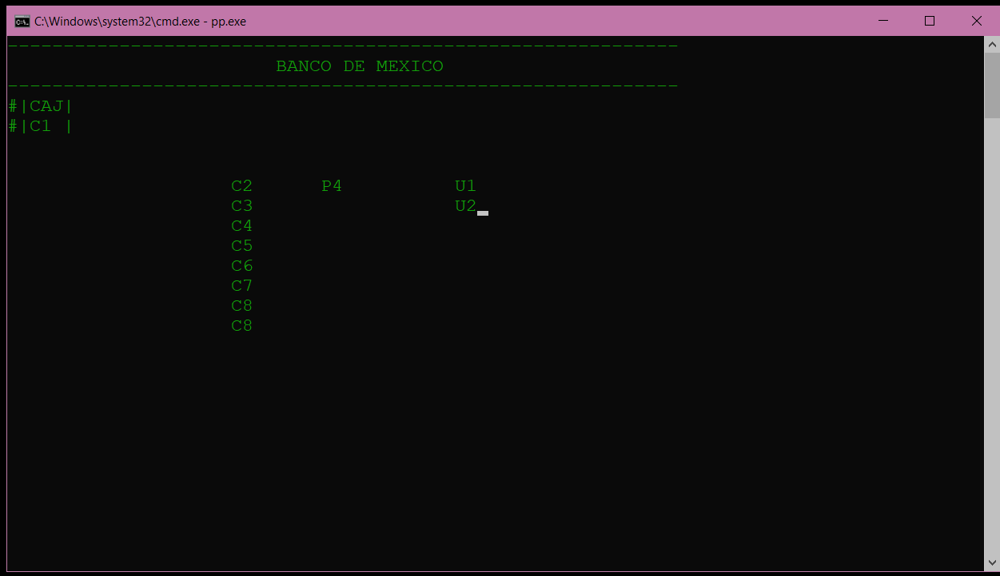 C:\Windows\system32\cmd.exe - pp.exe
------------------------------------------------------------
BANCO DE MEXICO
------------------------------------------------------------
#|CAJ|
#|C1 |
C2 P4 U1
C3 U2
C4
C5
C6
C7
C8
C8